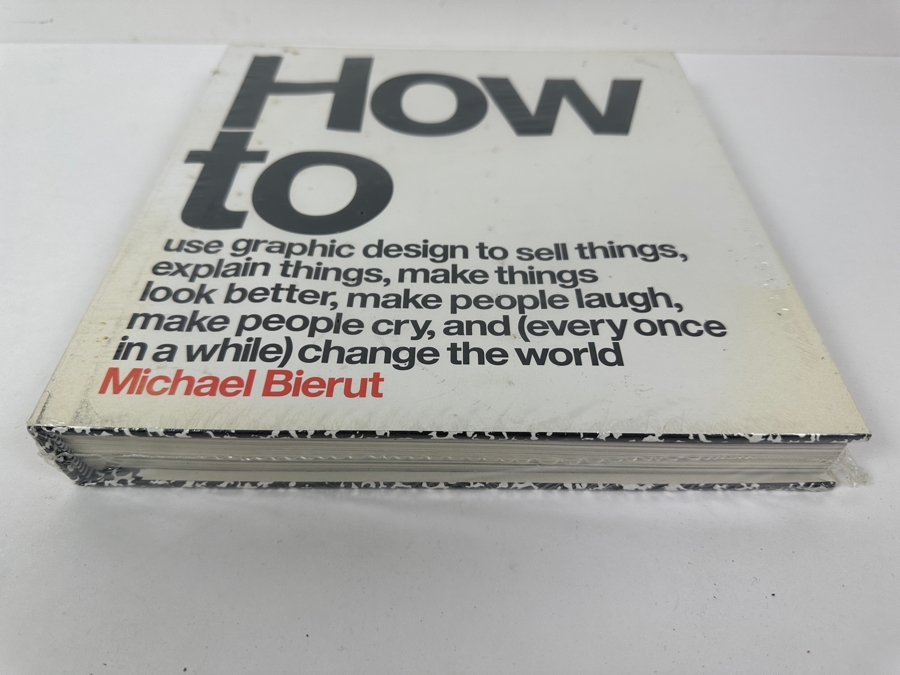 How
to
use graphic design to sell things,
explain things, make things
look better, make people laugh,
make people cry, and (every once
in a while) change the world
Michael Bierut